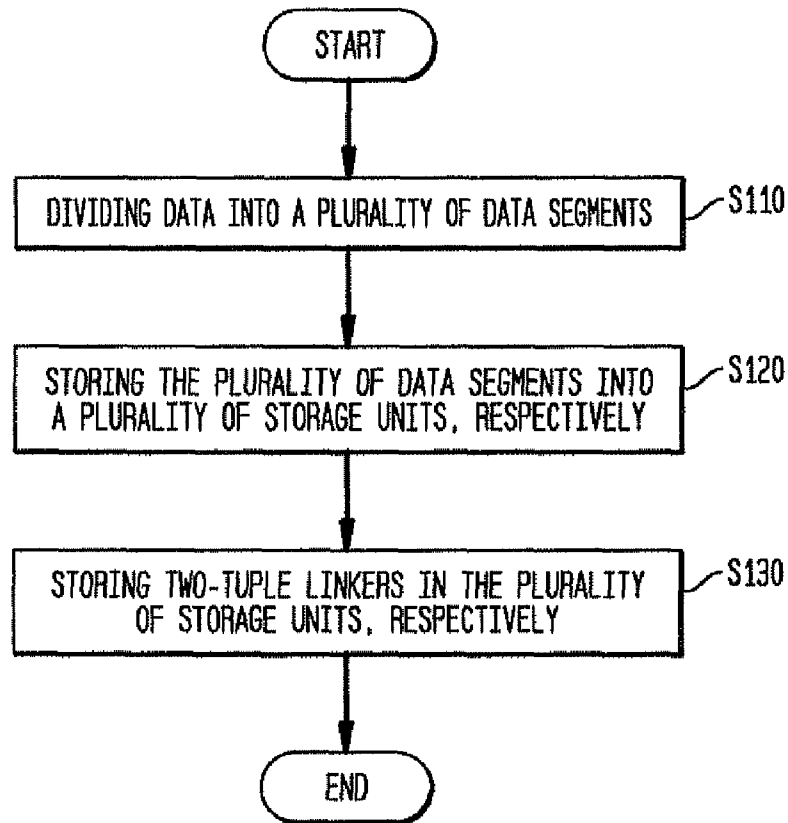 START
DIVIDING DATA INTO A PLURALITY OF DATA SEGMENTS
S110
STORING THE PLURALITY OF DATA SEGMENTS INTO
A PLURALITY OF STORAGE UNITS, RESPECTIVELY
S120
STORING TWO-TUPLE LINKERS IN THE PLURALITY
OF STORAGE UNITS, RESPECTIVELY
S130
END